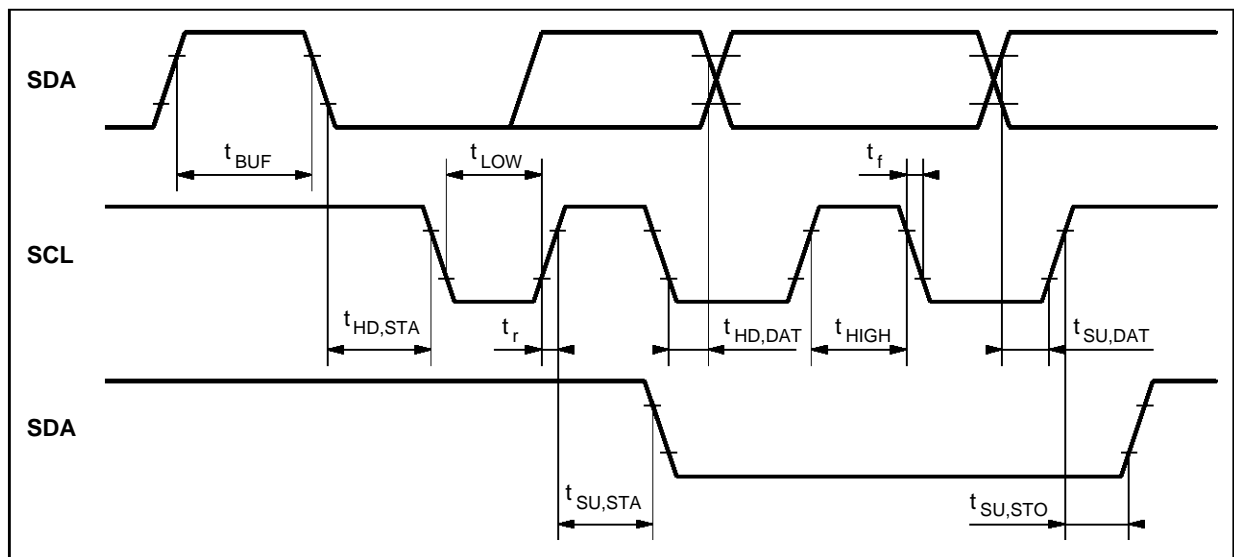 SDA
t BUF
t LOW
t f
SCL
t HD,STA
t r
t HD,DAT
t HIGH
t SU,DAT
SDA
t SU,STA
t SU,STO